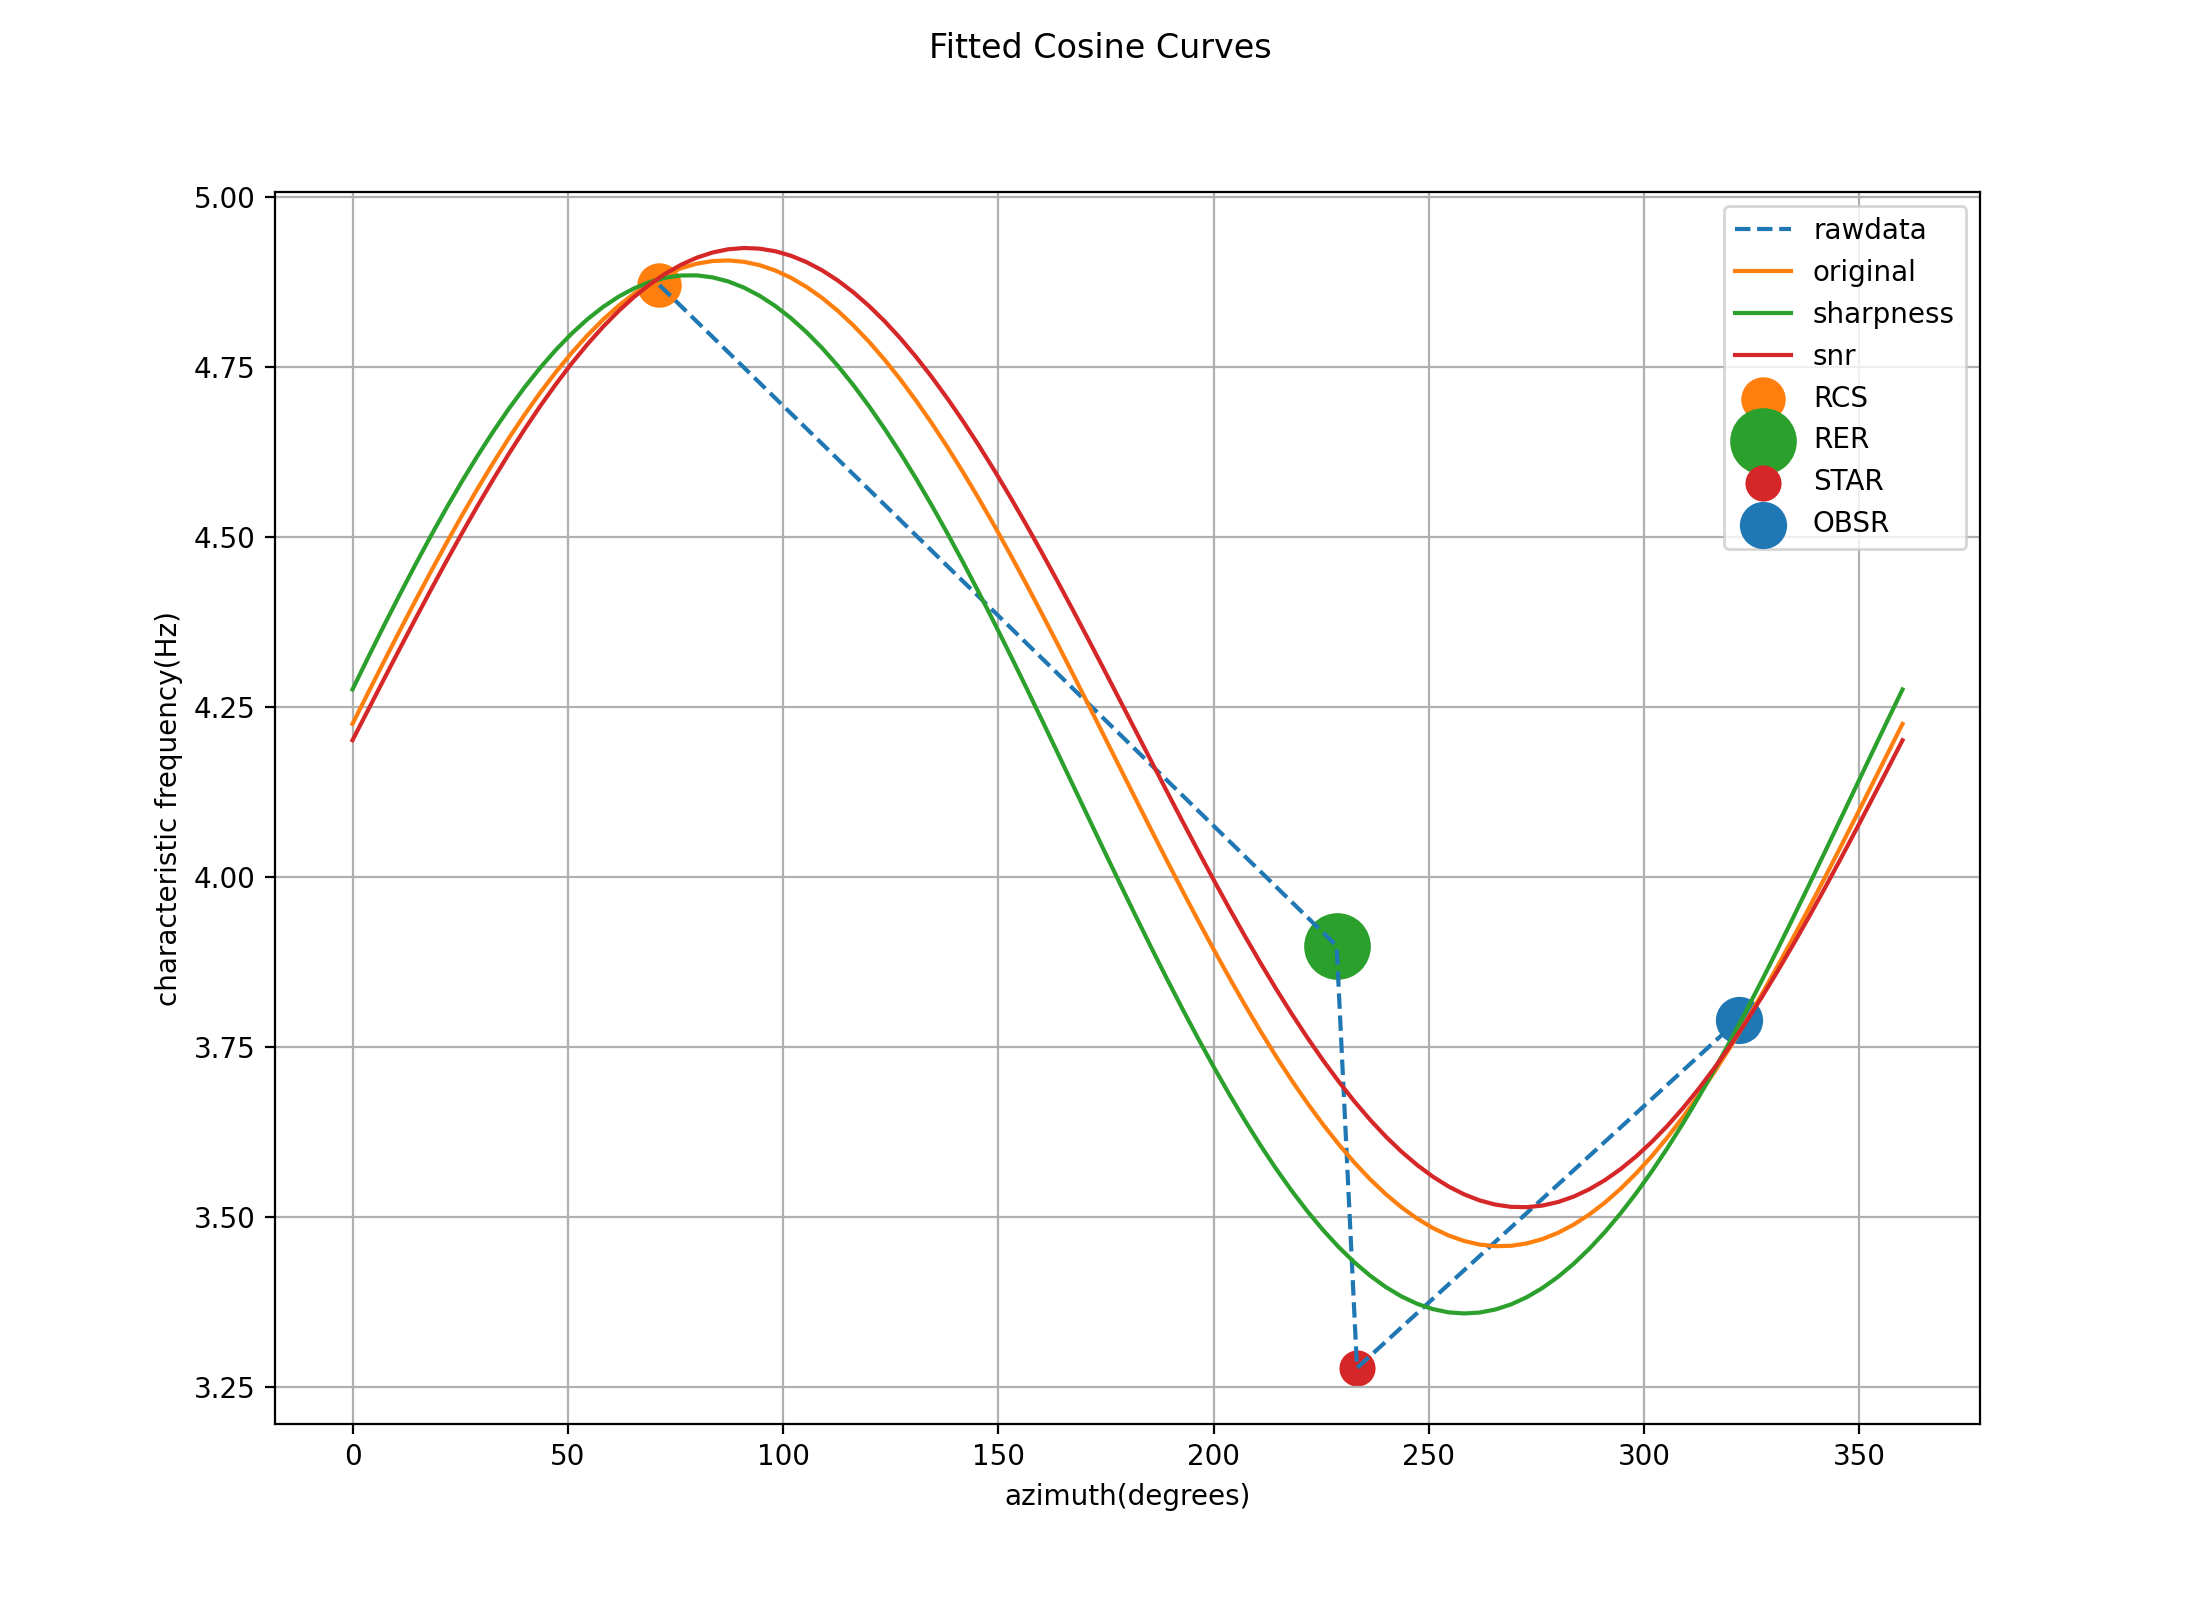 Fitted Cosine Curves
5.00
4.75
4.50
4.25
4.00
3.75
3.50
3.25
characteristic frequency(Hz)
rawdata
original
sharpness
snr
RCS
RER
STAR
OBSR
0 50 100 150 200 250 300 350
azimuth(degrees)